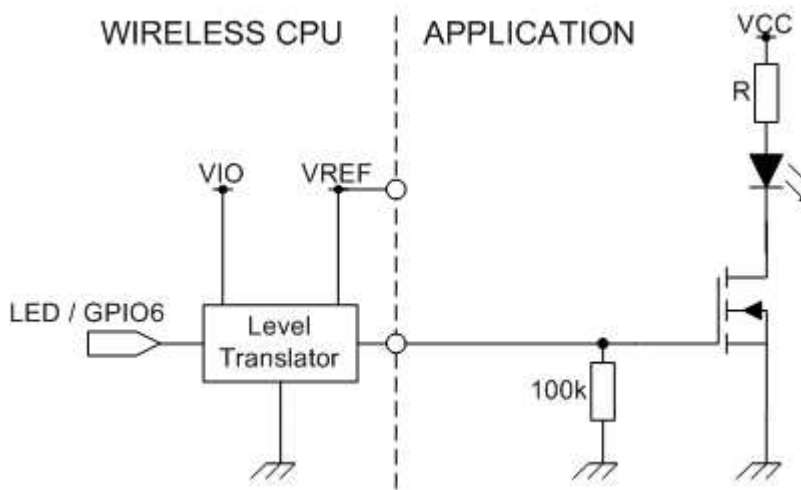 WIRELESS CPU
APPLICATION
VCC
R
VIO
VREF
LED / GPIO6
Level
Translator
100k